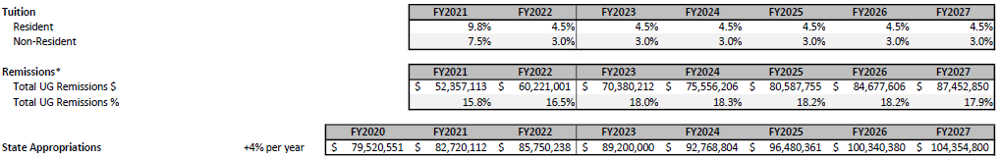 Tuition FY2021 FY2022 FY2023 FY2024 FY2025 FY2026 FY2027
Resident 9.8% 4.5% 4.5% 4.5% 4.5% 4.5% 4.5%
Non-Resident 7.5% 3.0% 3.0% 3.0% 3.0% 3.0% 3.0%
Remissions* FY2021 FY2022 FY2023 FY2024 FY2025 FY2026 FY2027
Total UG Remissions $ $ 52,357,113 $ 60,221,001 $ 70,380,212 $ 75,556,206 $ 80,587,755 $ 84,677,606 $ 87,452,850
Total UG Remissions % 15.8% 16.5% 18.0% 18.3% 18.2% 18.2% 17.9%
FY2020 FY2021 FY2022 FY2023 FY2024 FY2025 FY2026 FY2027
State Appropriations +4% per year $ 79,520,551 $ 82,720,112 $ 85,750,238 $ 89,200,000 $ 92,768,804 $ 96,480,361 $ 100,340,380 $ 104,354,800